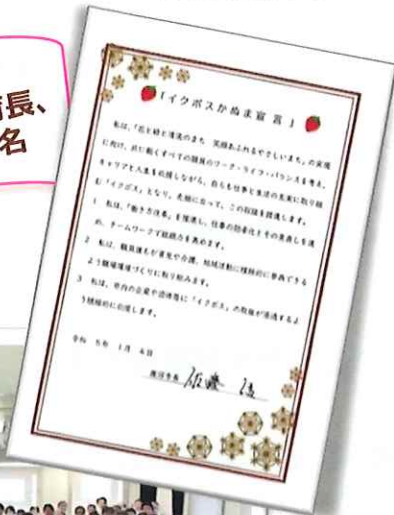 長、
名
「イクボスかぬま宣言」
私は、「花と緑と清流のまち 笑顔あふれるやさしいまち」の実現
に向け、共に働くすべての職員のワーク・ライフ・バランスを考え、
キャリアと人生を応援しながら、自らも仕事と生活の充実に取り組
む「イクボス」となり、先頭に立って、この取組を推進します。
1 私は、「働き方改革」を推進し、仕事の効率化とその見直しを進
め、チームワークで組織力を高めます。
2 私は、職員誰もが育児や介護、地域活動に積極的に参画できる
よう職場環境づくりに取り組みます。
3 私は、市内の企業や団体等に「イクボス」の取組が浸透するよ
う積極的に応援します。
令和 5年 1月 4日
鹿沼市長 佐藤 信